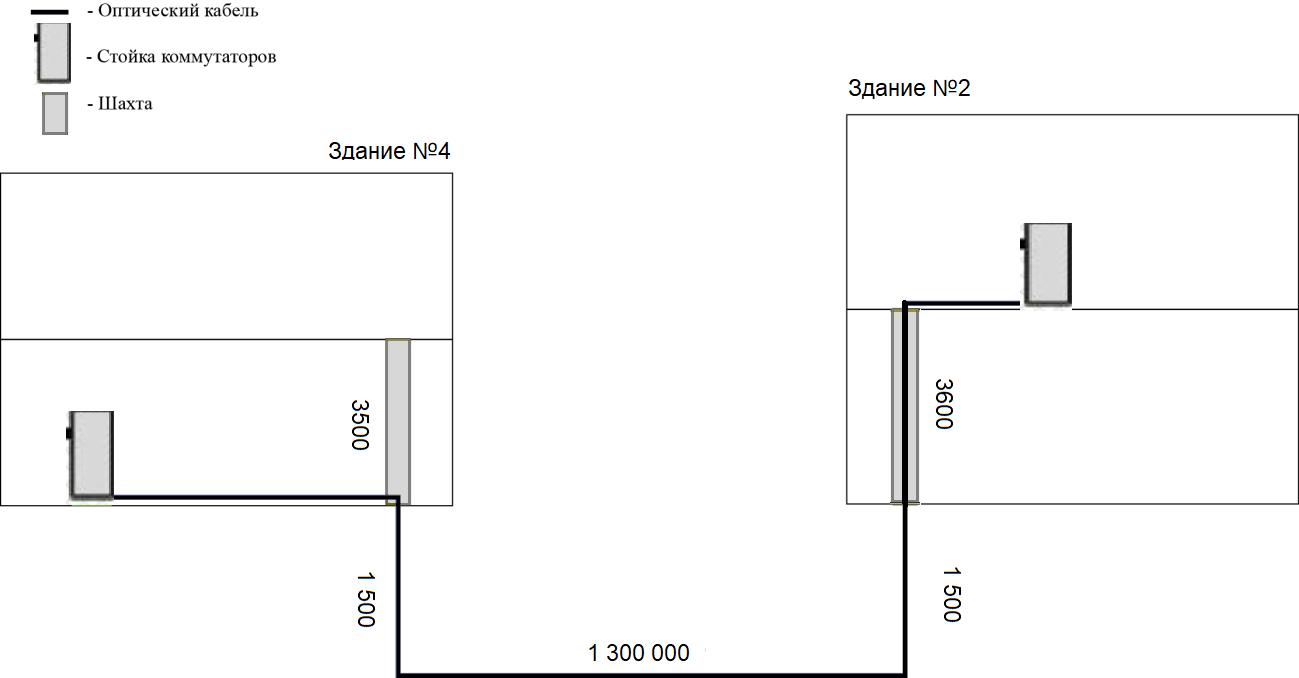 - Оптический кабель
- Стойка коммутаторов
- Шахта
Здание №2
Здание №4
3500
3600
1 500
1 500
1 300 000